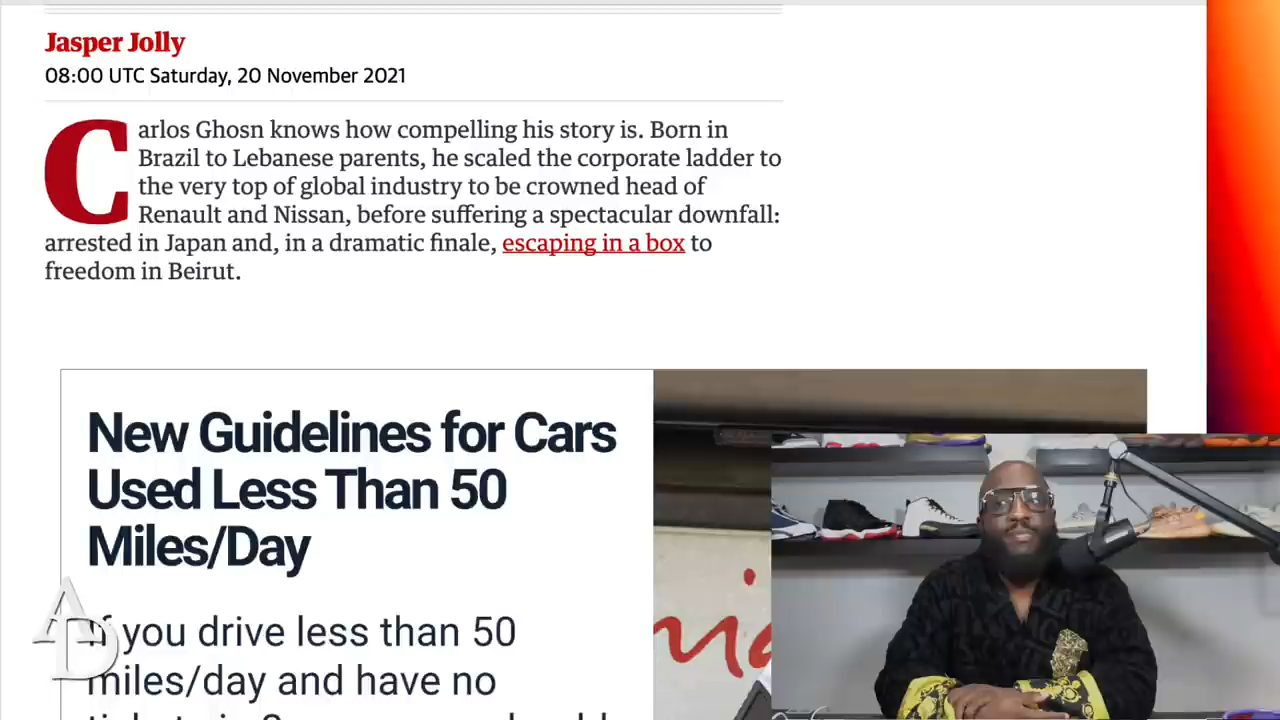 Jasper Jolly
08:00 UTC Saturday, 20 November 2021
Carlos Ghosn knows how compelling his story is. Born in
Brazil to Lebanese parents, he scaled the corporate ladder to
the very top of global industry to be crowned head of
Renault and Nissan, before suffering a spectacular downfall:
arrested in Japan and, in a dramatic finale, escaping in a box to
freedom in Beirut.
New Guidelines for Cars
Used Less Than 50
Miles/Day
If you drive less than 50
miles/day and have no
AD